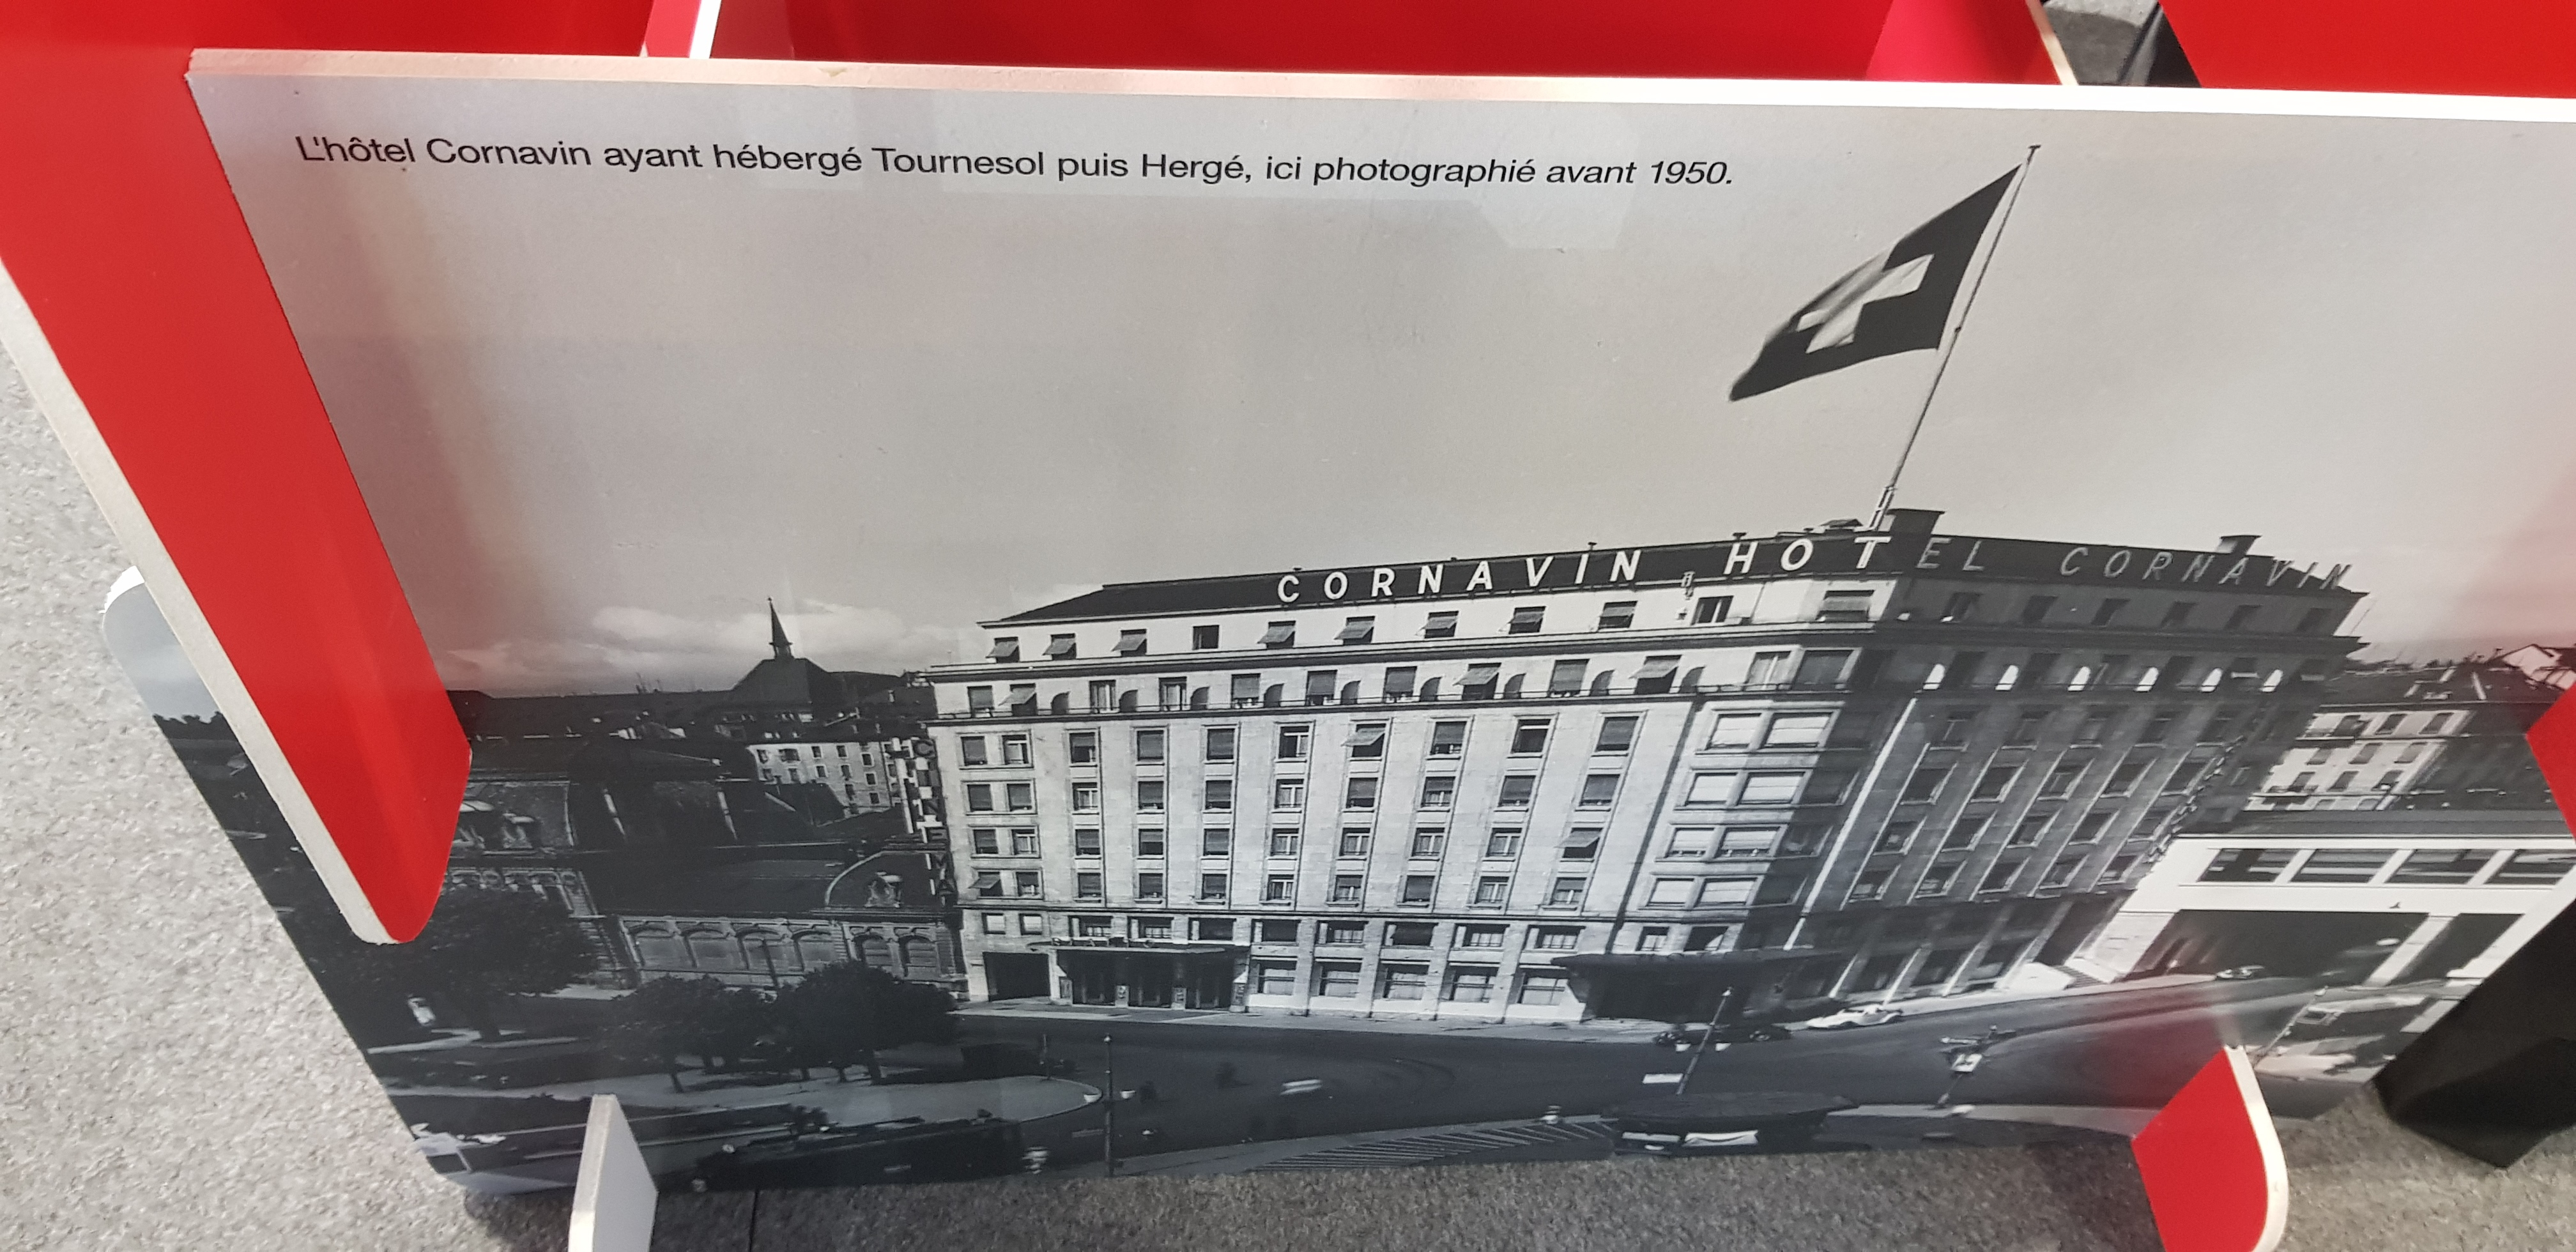 L'hôtel Cornavin ayant hébergé Tournesol puis Hergé, ici photographié avant 1950.
CORNAVIN HOTEL CORNAVIN
CINEMA